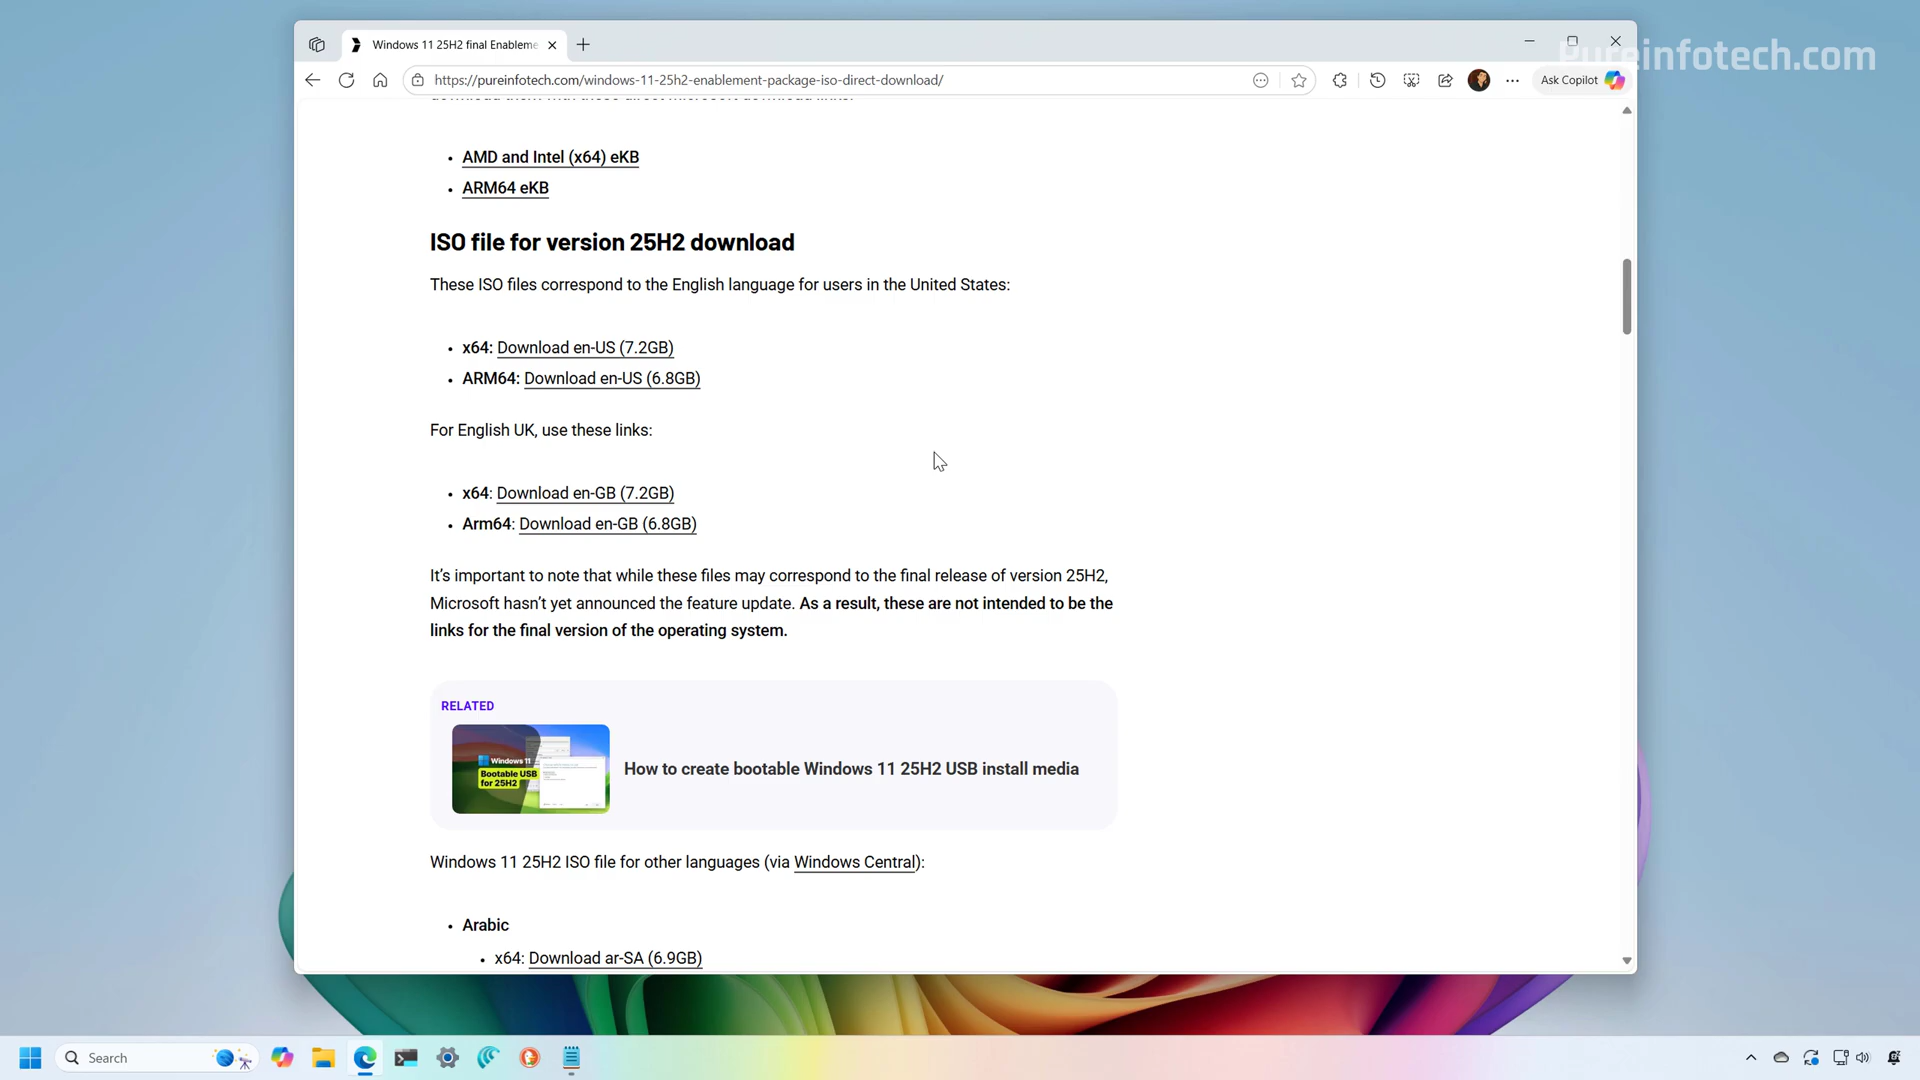 Windows 11 25H2 final Enableme
Pureinfotech.com
https://pureinfotech.com/windows-11-25h2-enablement-package-iso-direct-download/
Ask Copilot
download them with these direct Microsoft download links:
AMD and Intel (x64) eKB
ARM64 eKB
ISO file for version 25H2 download
These ISO files correspond to the English language for users in the United States:
x64: Download en-US (7.2GB)
ARM64: Download en-US (6.8GB)
For English UK, use these links:
x64: Download en-GB (7.2GB)
Arm64: Download en-GB (6.8GB)
It’s important to note that while these files may correspond to the final release of version 25H2,
Microsoft hasn’t yet announced the feature update. As a result, these are not intended to be the
links for the final version of the operating system.
RELATED
Windows 11
Bootable USB
for 25H2
How to create bootable Windows 11 25H2 USB install media
Windows 11 25H2 ISO file for other languages (via Windows Central):
Arabic
x64: Download ar-SA (6.9GB)
Search